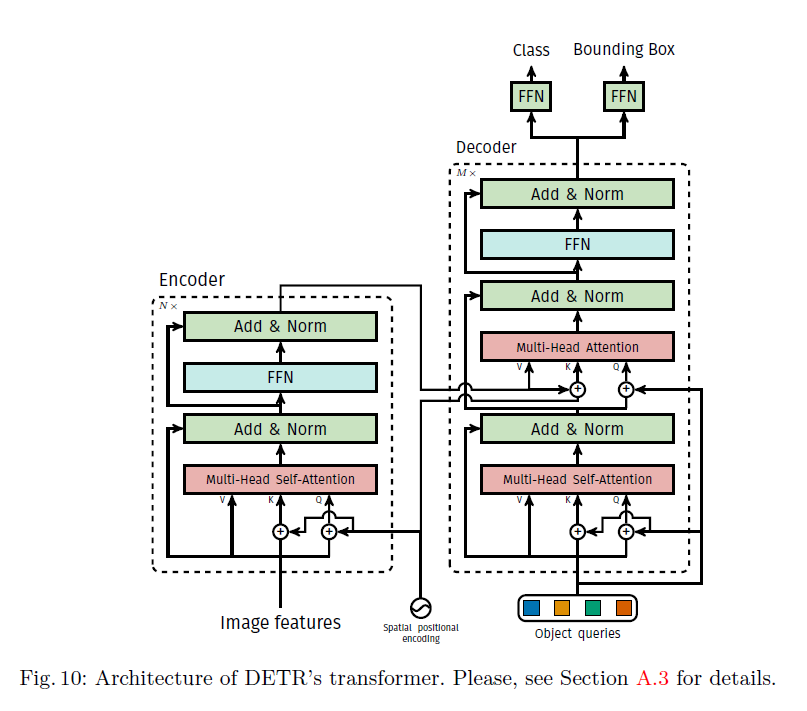 Class Bounding Box
FFN FFN
Decoder
M×
Add & Norm
FFN
Add & Norm
Multi-Head Attention
V K Q
Add & Norm
Multi-Head Self-Attention
V K Q
Object queries
Encoder
N×
Add & Norm
FFN
Add & Norm
Multi-Head Self-Attention
V K Q
Image features
Spatial positional
encoding
Fig. 10: Architecture of DETR's transformer. Please, see Section A.3 for details.